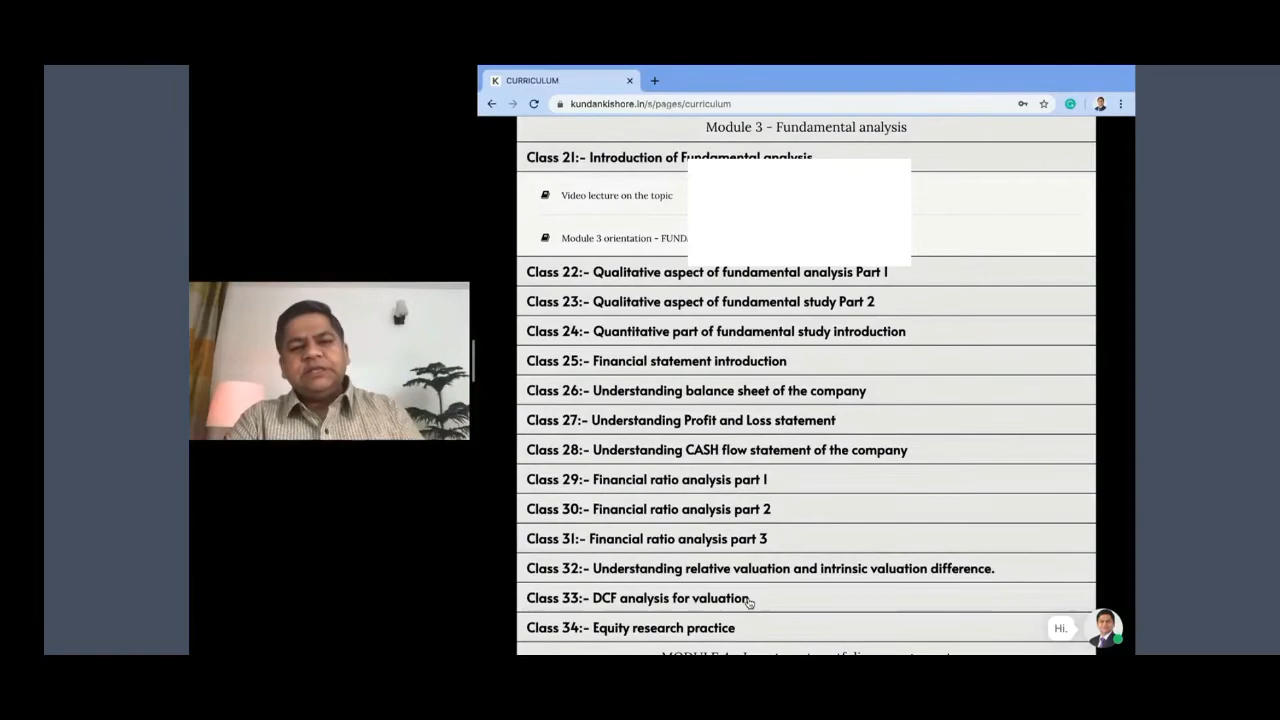 K CURRICULUM
kundankishore.in/s/pages/curriculum
Module 3 - Fundamental analysis
Class 21:- Introduction of Fundamental analysis
Video lecture on the topic
Module 3 orientation - FUND
Class 22:- Qualitative aspect of fundamental analysis Part 1
Class 23:- Qualitative aspect of fundamental study Part 2
Class 24:- Quantitative part of fundamental study introduction
Class 25:- Financial statement introduction
Class 26:- Understanding balance sheet of the company
Class 27:- Understanding Profit and Loss statement
Class 28:- Understanding CASH flow statement of the company
Class 29:- Financial ratio analysis part 1
Class 30:- Financial ratio analysis part 2
Class 31:- Financial ratio analysis part 3
Class 32:- Understanding relative valuation and intrinsic valuation difference.
Class 33:- DCF analysis for valuation
Class 34:- Equity research practice
Hi.